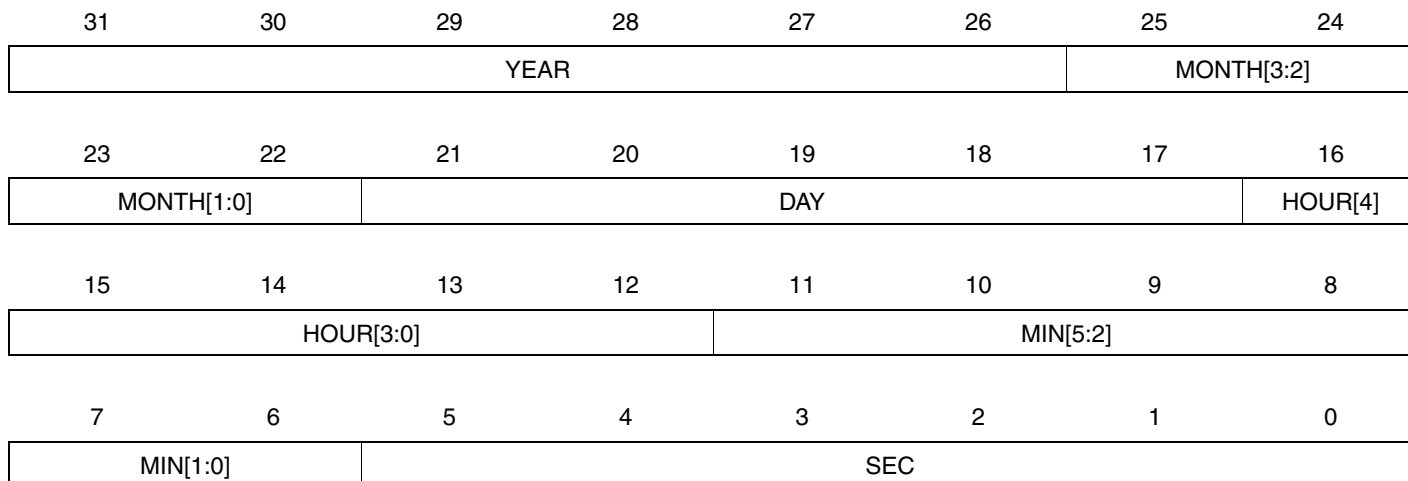 31 30 29 28 27 26 25 24
YEAR MONTH[3:2]
23 22 21 20 19 18 17 16
MONTH[1:0] DAY HOUR[4]
15 14 13 12 11 10 9 8
HOUR[3:0] MIN[5:2]
7 6 5 4 3 2 1 0
MIN[1:0] SEC